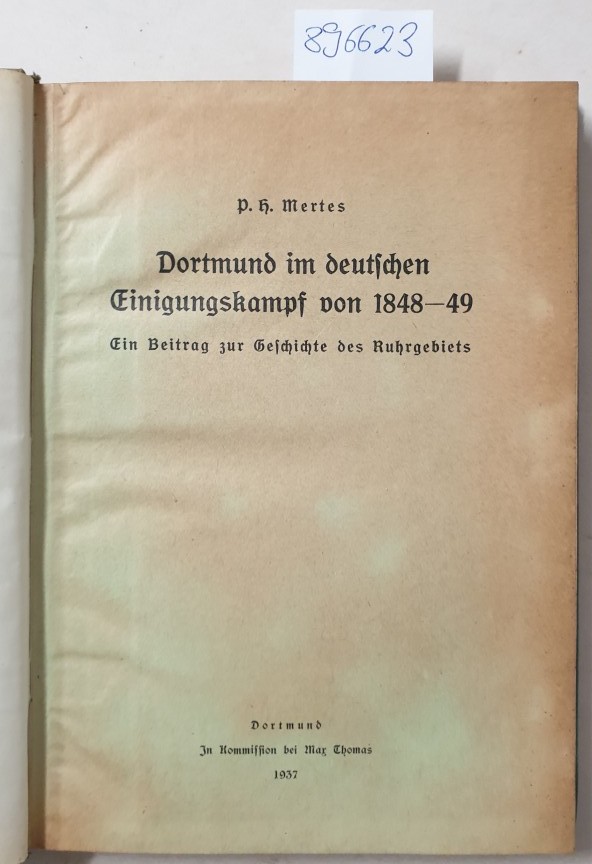 896623
P. H. Mertes
Dortmund im deutſchen
Einigungskampf von 1848—49
Ein Beitrag zur Geſchichte des Ruhrgebiets
Dortmund
In Kommiſſion bei Max Thomas
1937